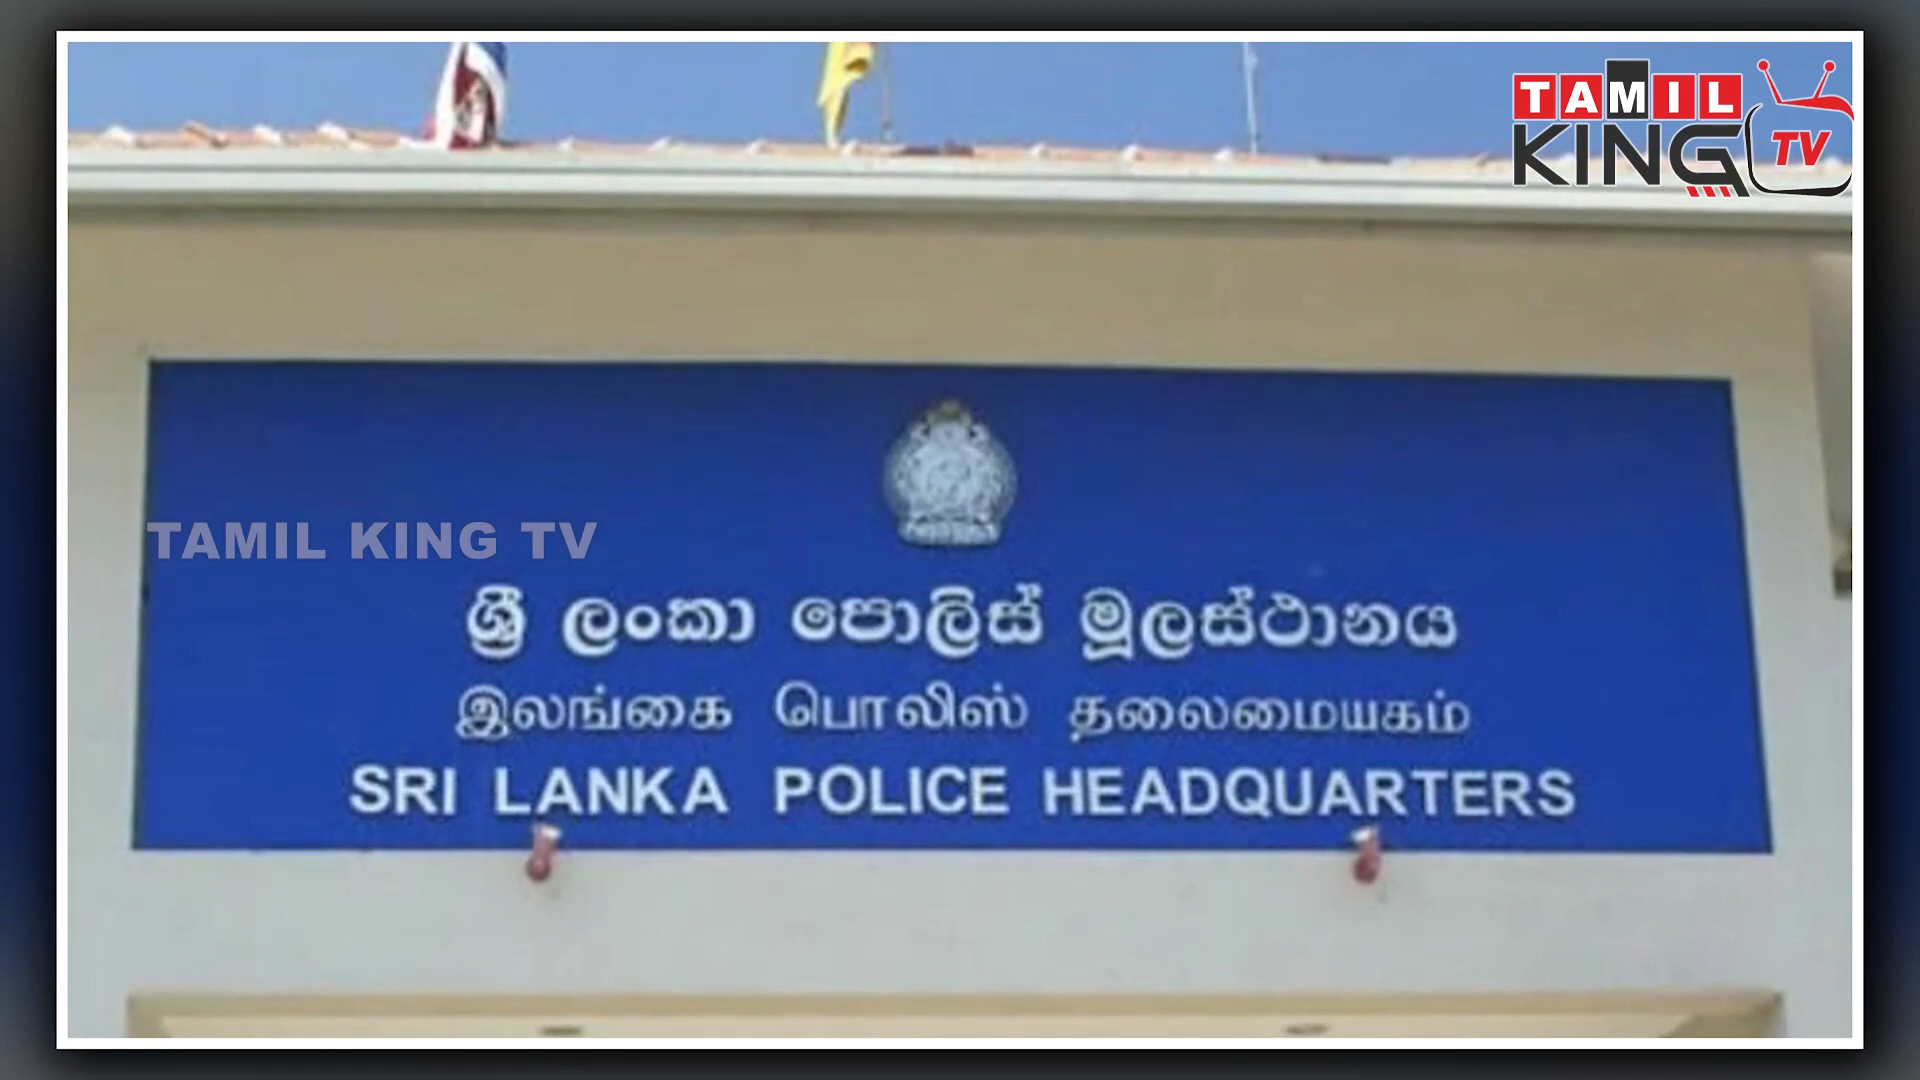 TAMIL
KING TV
TAMIL KING TV
ශ්‍රී ලංකා පොලිස් මූලස්ථානය
இலங்கை பொலிஸ் தலைமையகம்
SRI LANKA POLICE HEADQUARTERS